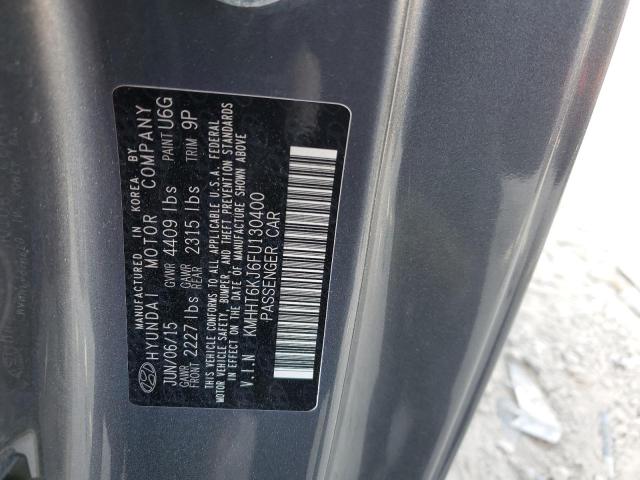 MANUFACTURED IN KOREA. BY
HYUNDAI MOTOR COMPANY
JUN/06/15 GVWR 4409 lbs PAINT U6G
GAWR FRONT 2227 lbs GAWR REAR 2315 lbs TRIM 9P
THIS VEHICLE CONFORMS TO ALL APPLICABLE U.S.A. FEDERAL
MOTOR VEHICLE SAFETY, BUMPER, AND THEFT PREVENTION STANDARDS
IN EFFECT ON THE DATE OF MANUFACTURE SHOWN ABOVE
V.I.N KMHHT6KJ6FU130400
PASSENGER CAR